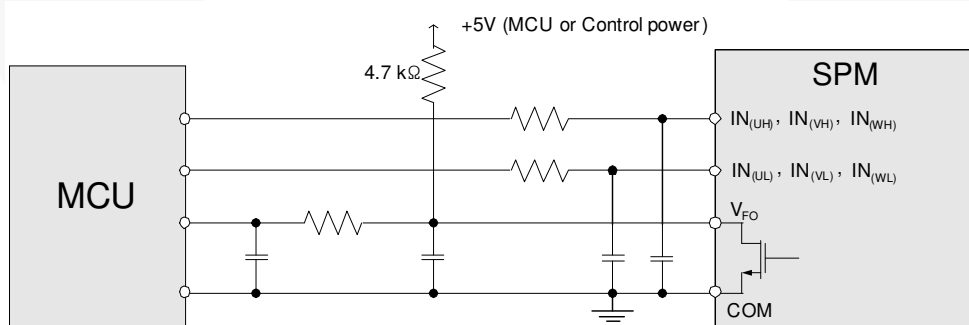 +5V (MCU or Control power)
4.7 kΩ
SPM
IN(UH), IN(VH), IN(WH)
IN(UL), IN(VL), IN(WL)
MCU
VFO
COM